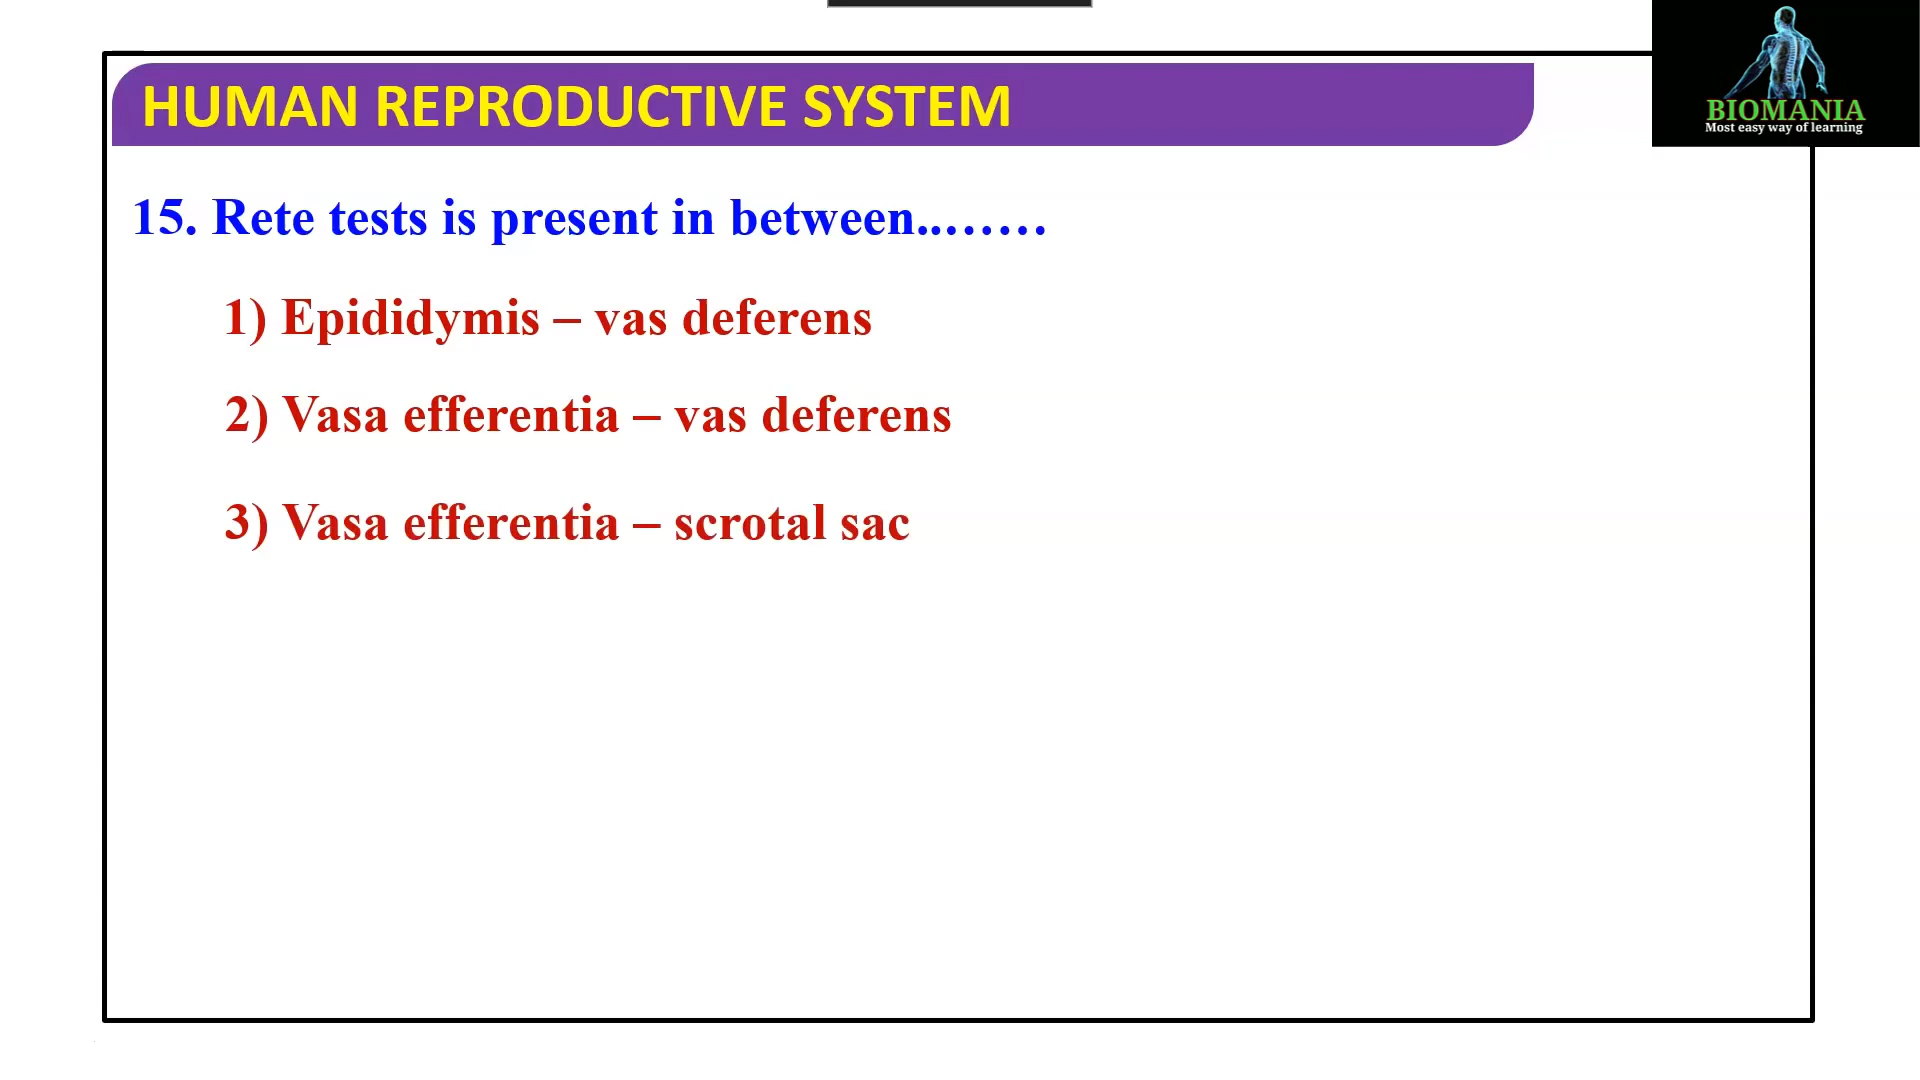 HUMAN REPRODUCTIVE SYSTEM
BIOMANIA
Most easy way of learning
15. Rete tests is present in between..……
1) Epididymis – vas deferens
2) Vasa efferentia – vas deferens
3) Vasa efferentia – scrotal sac